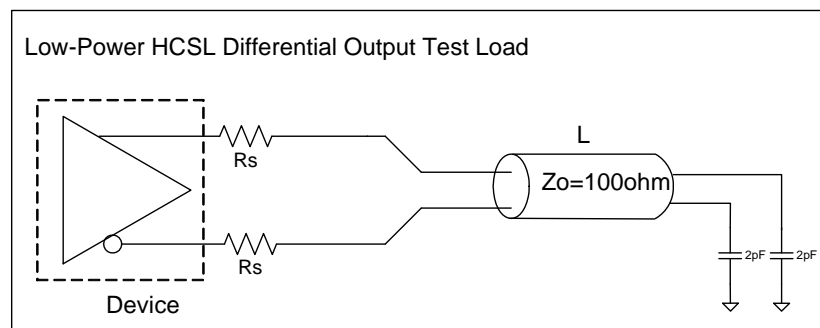 Low-Power HCSL Differential Output Test Load
Rs
L
Zo=100ohm
2pF
2pF
Rs
Device